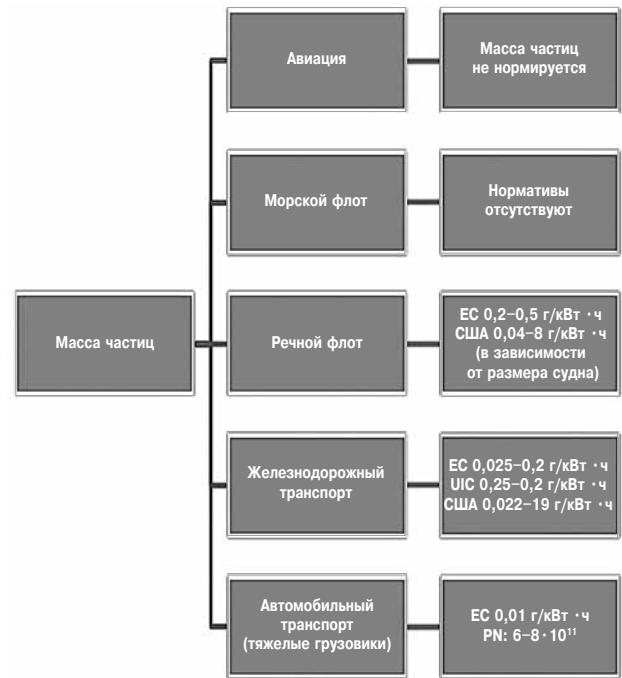 Масса частиц
Авиация
Масса частиц
не нормируется
Морской флот
Нормативы
отсутствуют
Речной флот
ЕС 0,2–0,5 г/кВт · ч
США 0,04–8 г/кВт · ч
(в зависимости
от размера судна)
Железнодорожный
транспорт
ЕС 0,025–0,2 г/кВт · ч
UIC 0,25–0,2 г/кВт · ч
США 0,022–19 г/кВт · ч
Автомобильный
транспорт
(тяжелые грузовики)
ЕС 0,01 г/кВт · ч
PN: 6–8 · 10¹¹